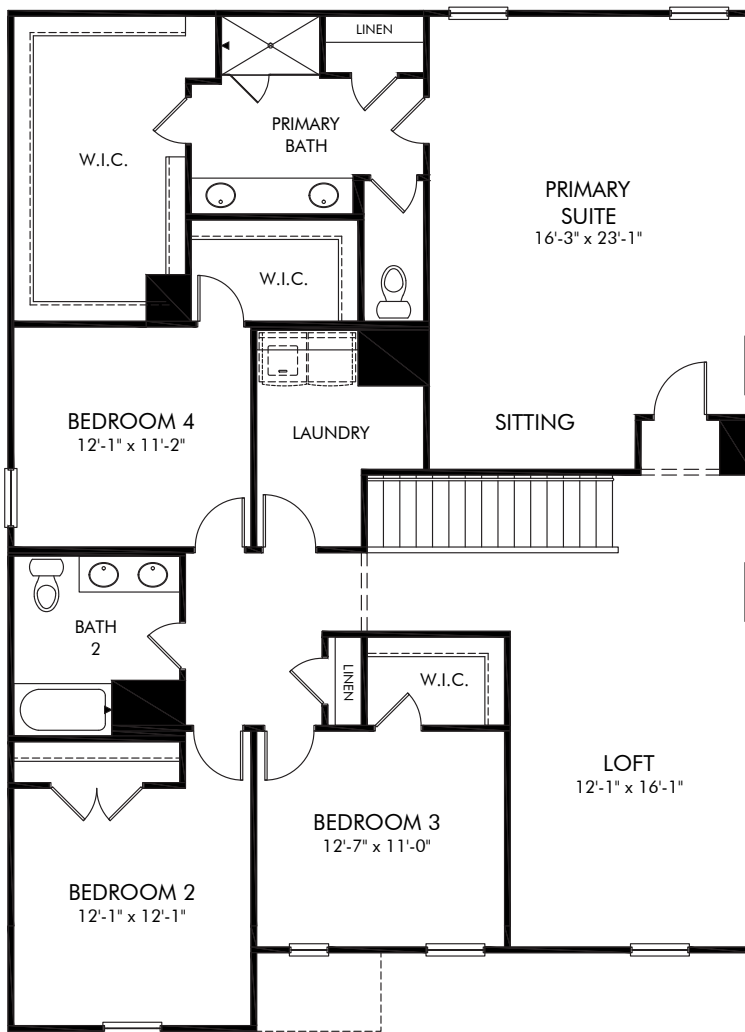 LINEN
PRIMARY
BATH
W.I.C.
PRIMARY
SUITE
16'-3" x 23'-1"
W.I.C.
BEDROOM 4
12'-1" x 11'-2"
LAUNDRY
SITTING
BATH
2
LINEN
W.I.C.
LOFT
12'-1" x 16'-1"
BEDROOM 3
12'-7" x 11'-0"
BEDROOM 2
12'-1" x 12'-1"